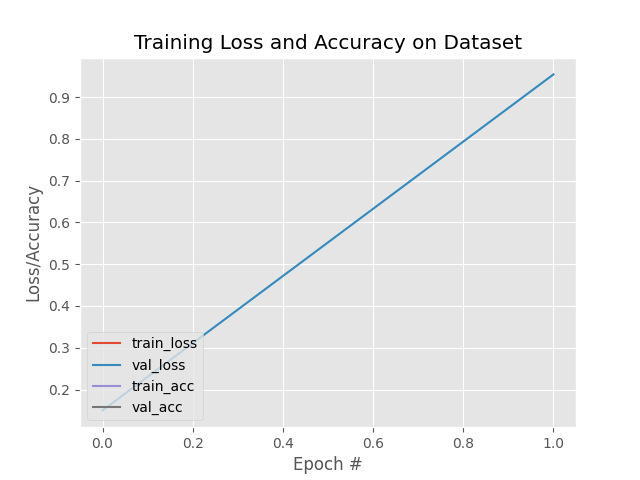 Training Loss and Accuracy on Dataset
Loss/Accuracy
0.9
0.8
0.7
0.6
0.5
0.4
0.3
0.2
train_loss
val_loss
train_acc
val_acc
0.0 0.2 0.4 0.6 0.8 1.0
Epoch #